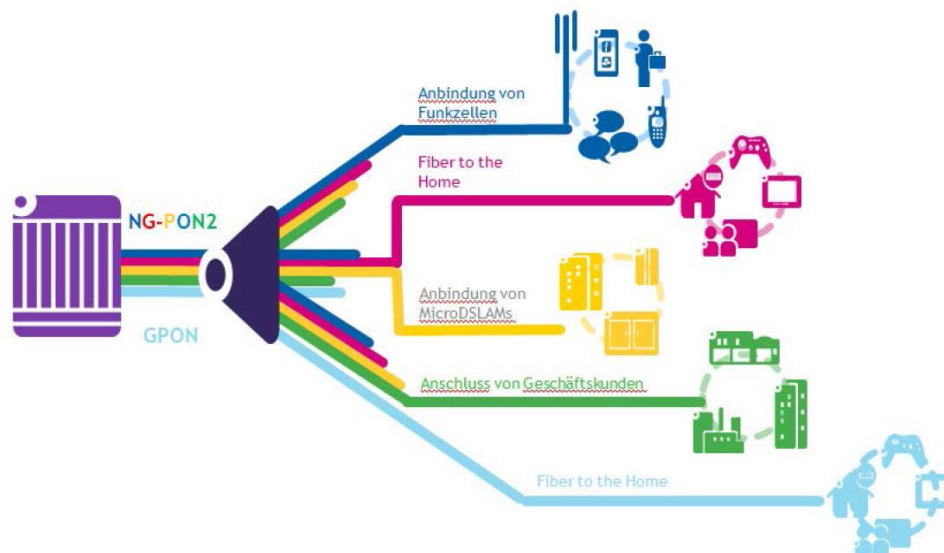 Anbindung von
Funkzellen
Fiber to the
Home
NG-PON2
GPON
Anbindung von
MicroDSLAMs
Anschluss von Geschäftskunden
Fiber to the Home